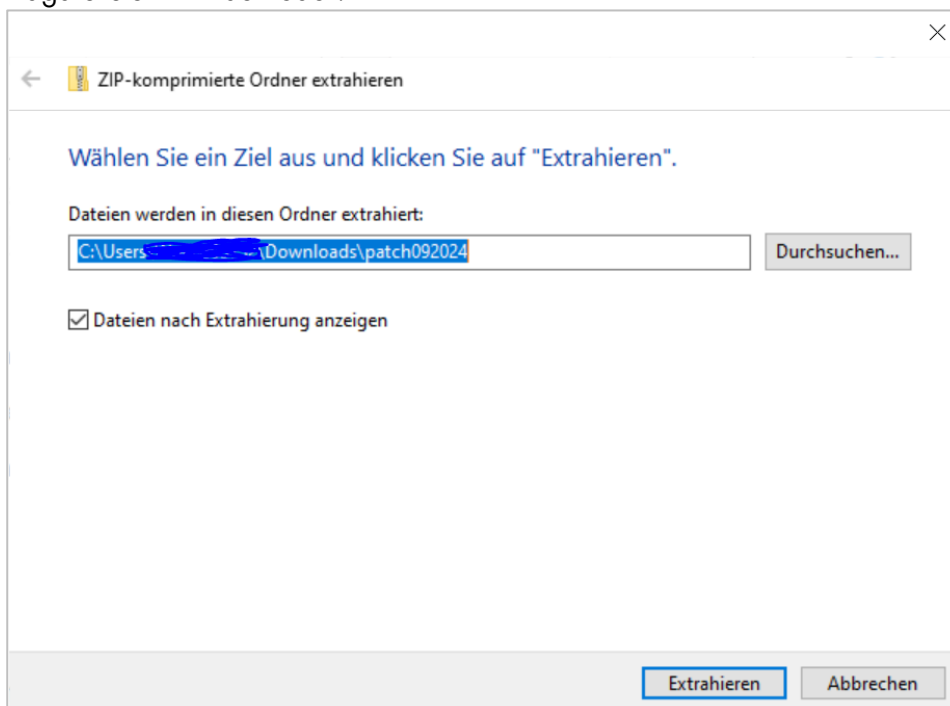 ZIP-komprimierte Ordner extrahieren
Wählen Sie ein Ziel aus und klicken Sie auf "Extrahieren".
Dateien werden in diesen Ordner extrahiert:
C:\Users \Downloads\patch092024
Durchsuchen...
Dateien nach Extrahierung anzeigen
Extrahieren
Abbrechen